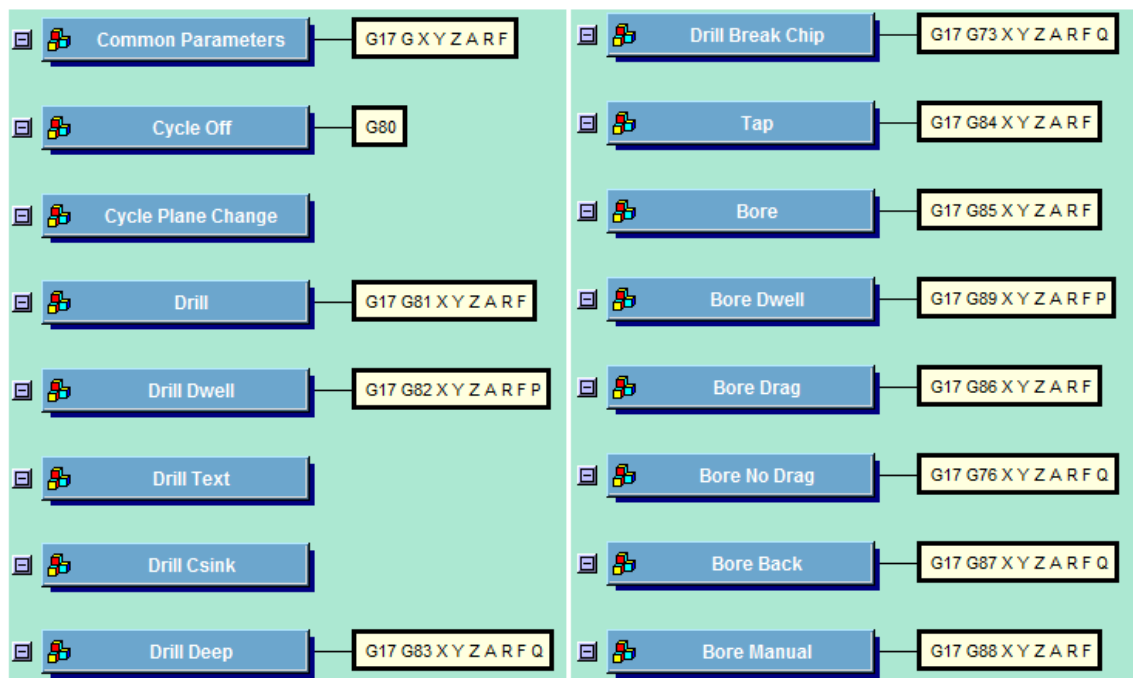 Common Parameters
G17 G X Y Z A R F
Cycle Off
G80
Cycle Plane Change
Drill
G17 G81 X Y Z A R F
Drill Dwell
G17 G82 X Y Z A R F P
Drill Text
Drill Csink
Drill Deep
G17 G83 X Y Z A R F Q
Drill Break Chip
G17 G73 X Y Z A R F Q
Tap
G17 G84 X Y Z A R F
Bore
G17 G85 X Y Z A R F
Bore Dwell
G17 G89 X Y Z A R F P
Bore Drag
G17 G86 X Y Z A R F
Bore No Drag
G17 G76 X Y Z A R F Q
Bore Back
G17 G87 X Y Z A R F Q
Bore Manual
G17 G88 X Y Z A R F